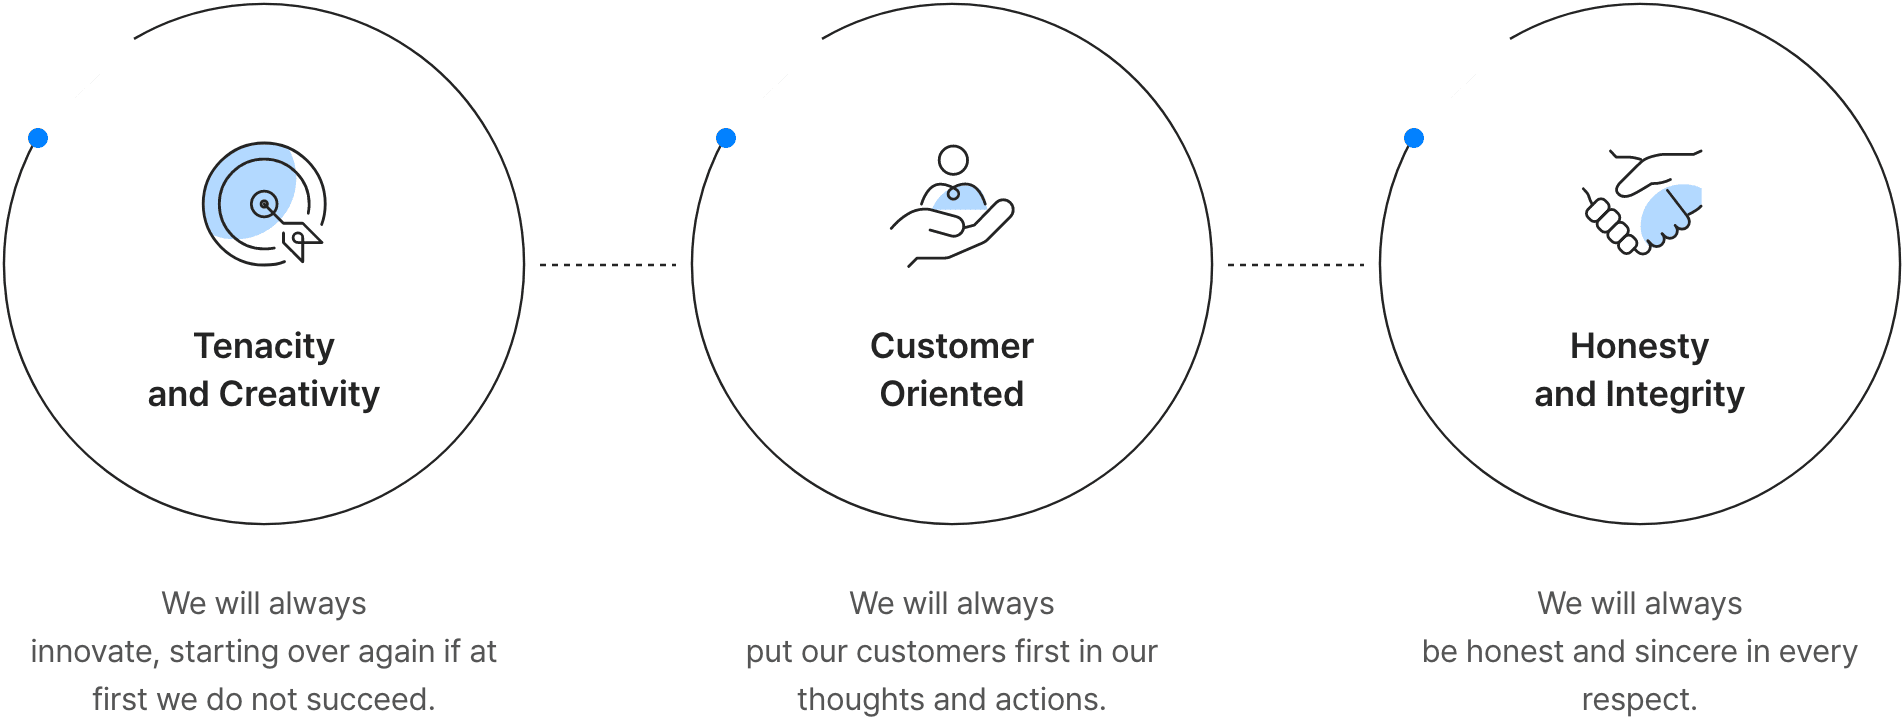 Tenacity
and Creativity
We will always
innovate, starting over again if at
first we do not succeed.
Customer
Oriented
We will always
put our customers first in our
thoughts and actions.
Honesty
and Integrity
We will always
be honest and sincere in every
respect.